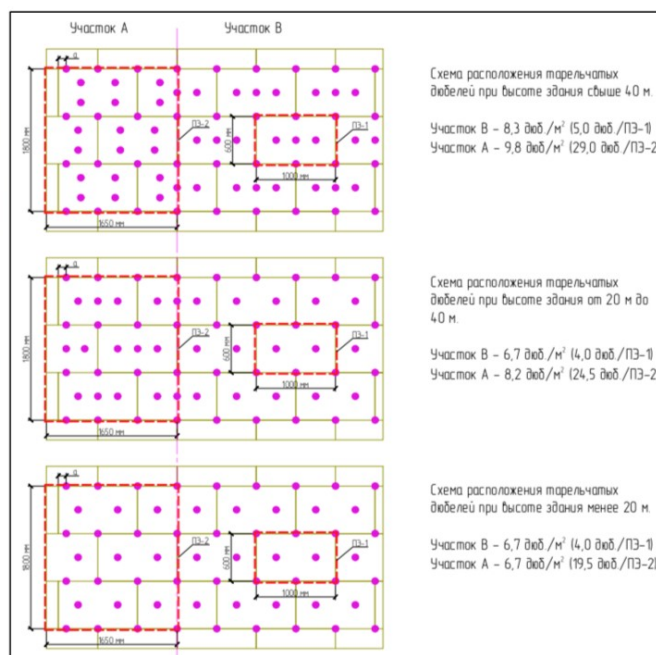 Участок А Участок В
а
1800 мм
ПЗ-2
600 мм
ПЗ-1
1000 мм
1650 мм
Схема расположения тарельчатых
дюбелей при высоте здания свыше 40 м.
Участок В – 8,3 дюб./м² (5,0 дюб./ПЗ-1)
Участок А – 9,8 дюб./м² (29,0 дюб./ПЗ-2
а
1800 мм
ПЗ-2
600 мм
ПЗ-1
1000 мм
1650 мм
Схема расположения тарельчатых
дюбелей при высоте здания от 20 м до
40 м.
Участок В – 6,7 дюб./м² (4,0 дюб./ПЗ-1)
Участок А – 8,2 дюб/м² (24,5 дюб./ПЗ-2
а
1800 мм
ПЗ-2
600 мм
ПЗ-1
1000 мм
1650 мм
Схема расположения тарельчатых
дюбелей при высоте здания менее 20 м.
Участок В – 6,7 дюб./м² (4,0 дюб./ПЗ-1)
Участок А – 6,7 дюб/м² (19,5 дюб./ПЗ-2)